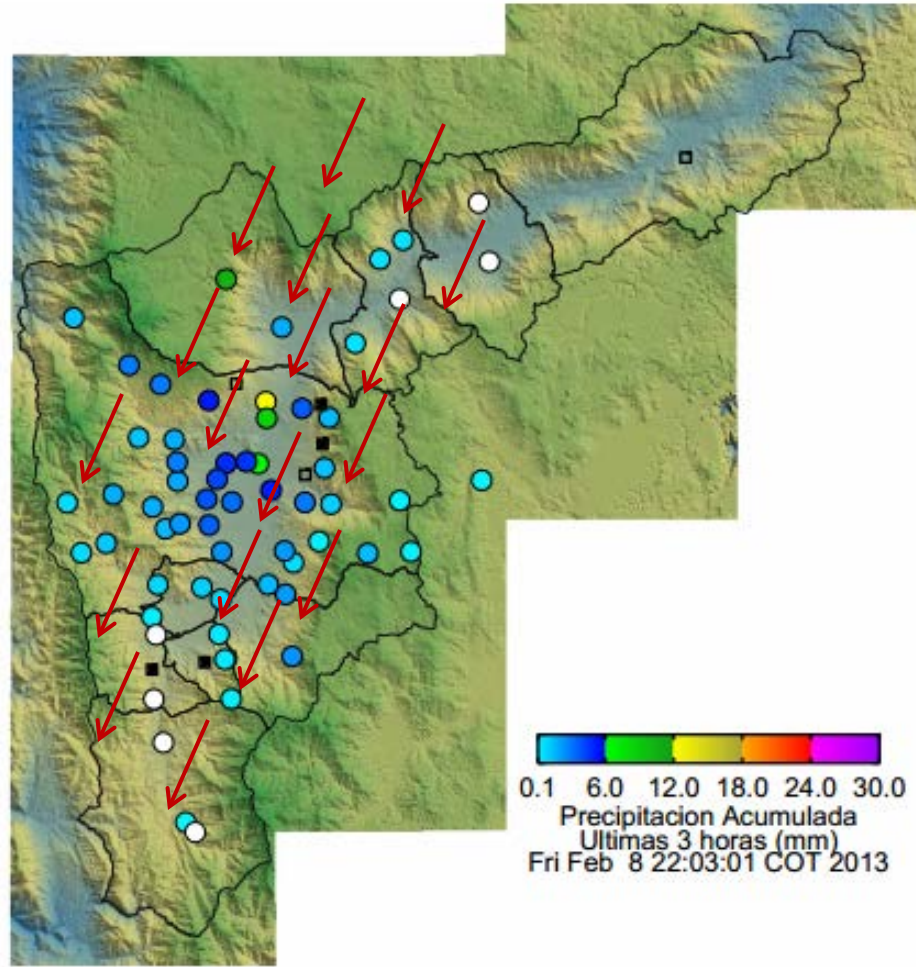 0.1 6.0 12.0 18.0 24.0 30.0
Precipitacion Acumulada
Ultimas 3 horas (mm)
Fri Feb 8 22:03:01 COT 2013